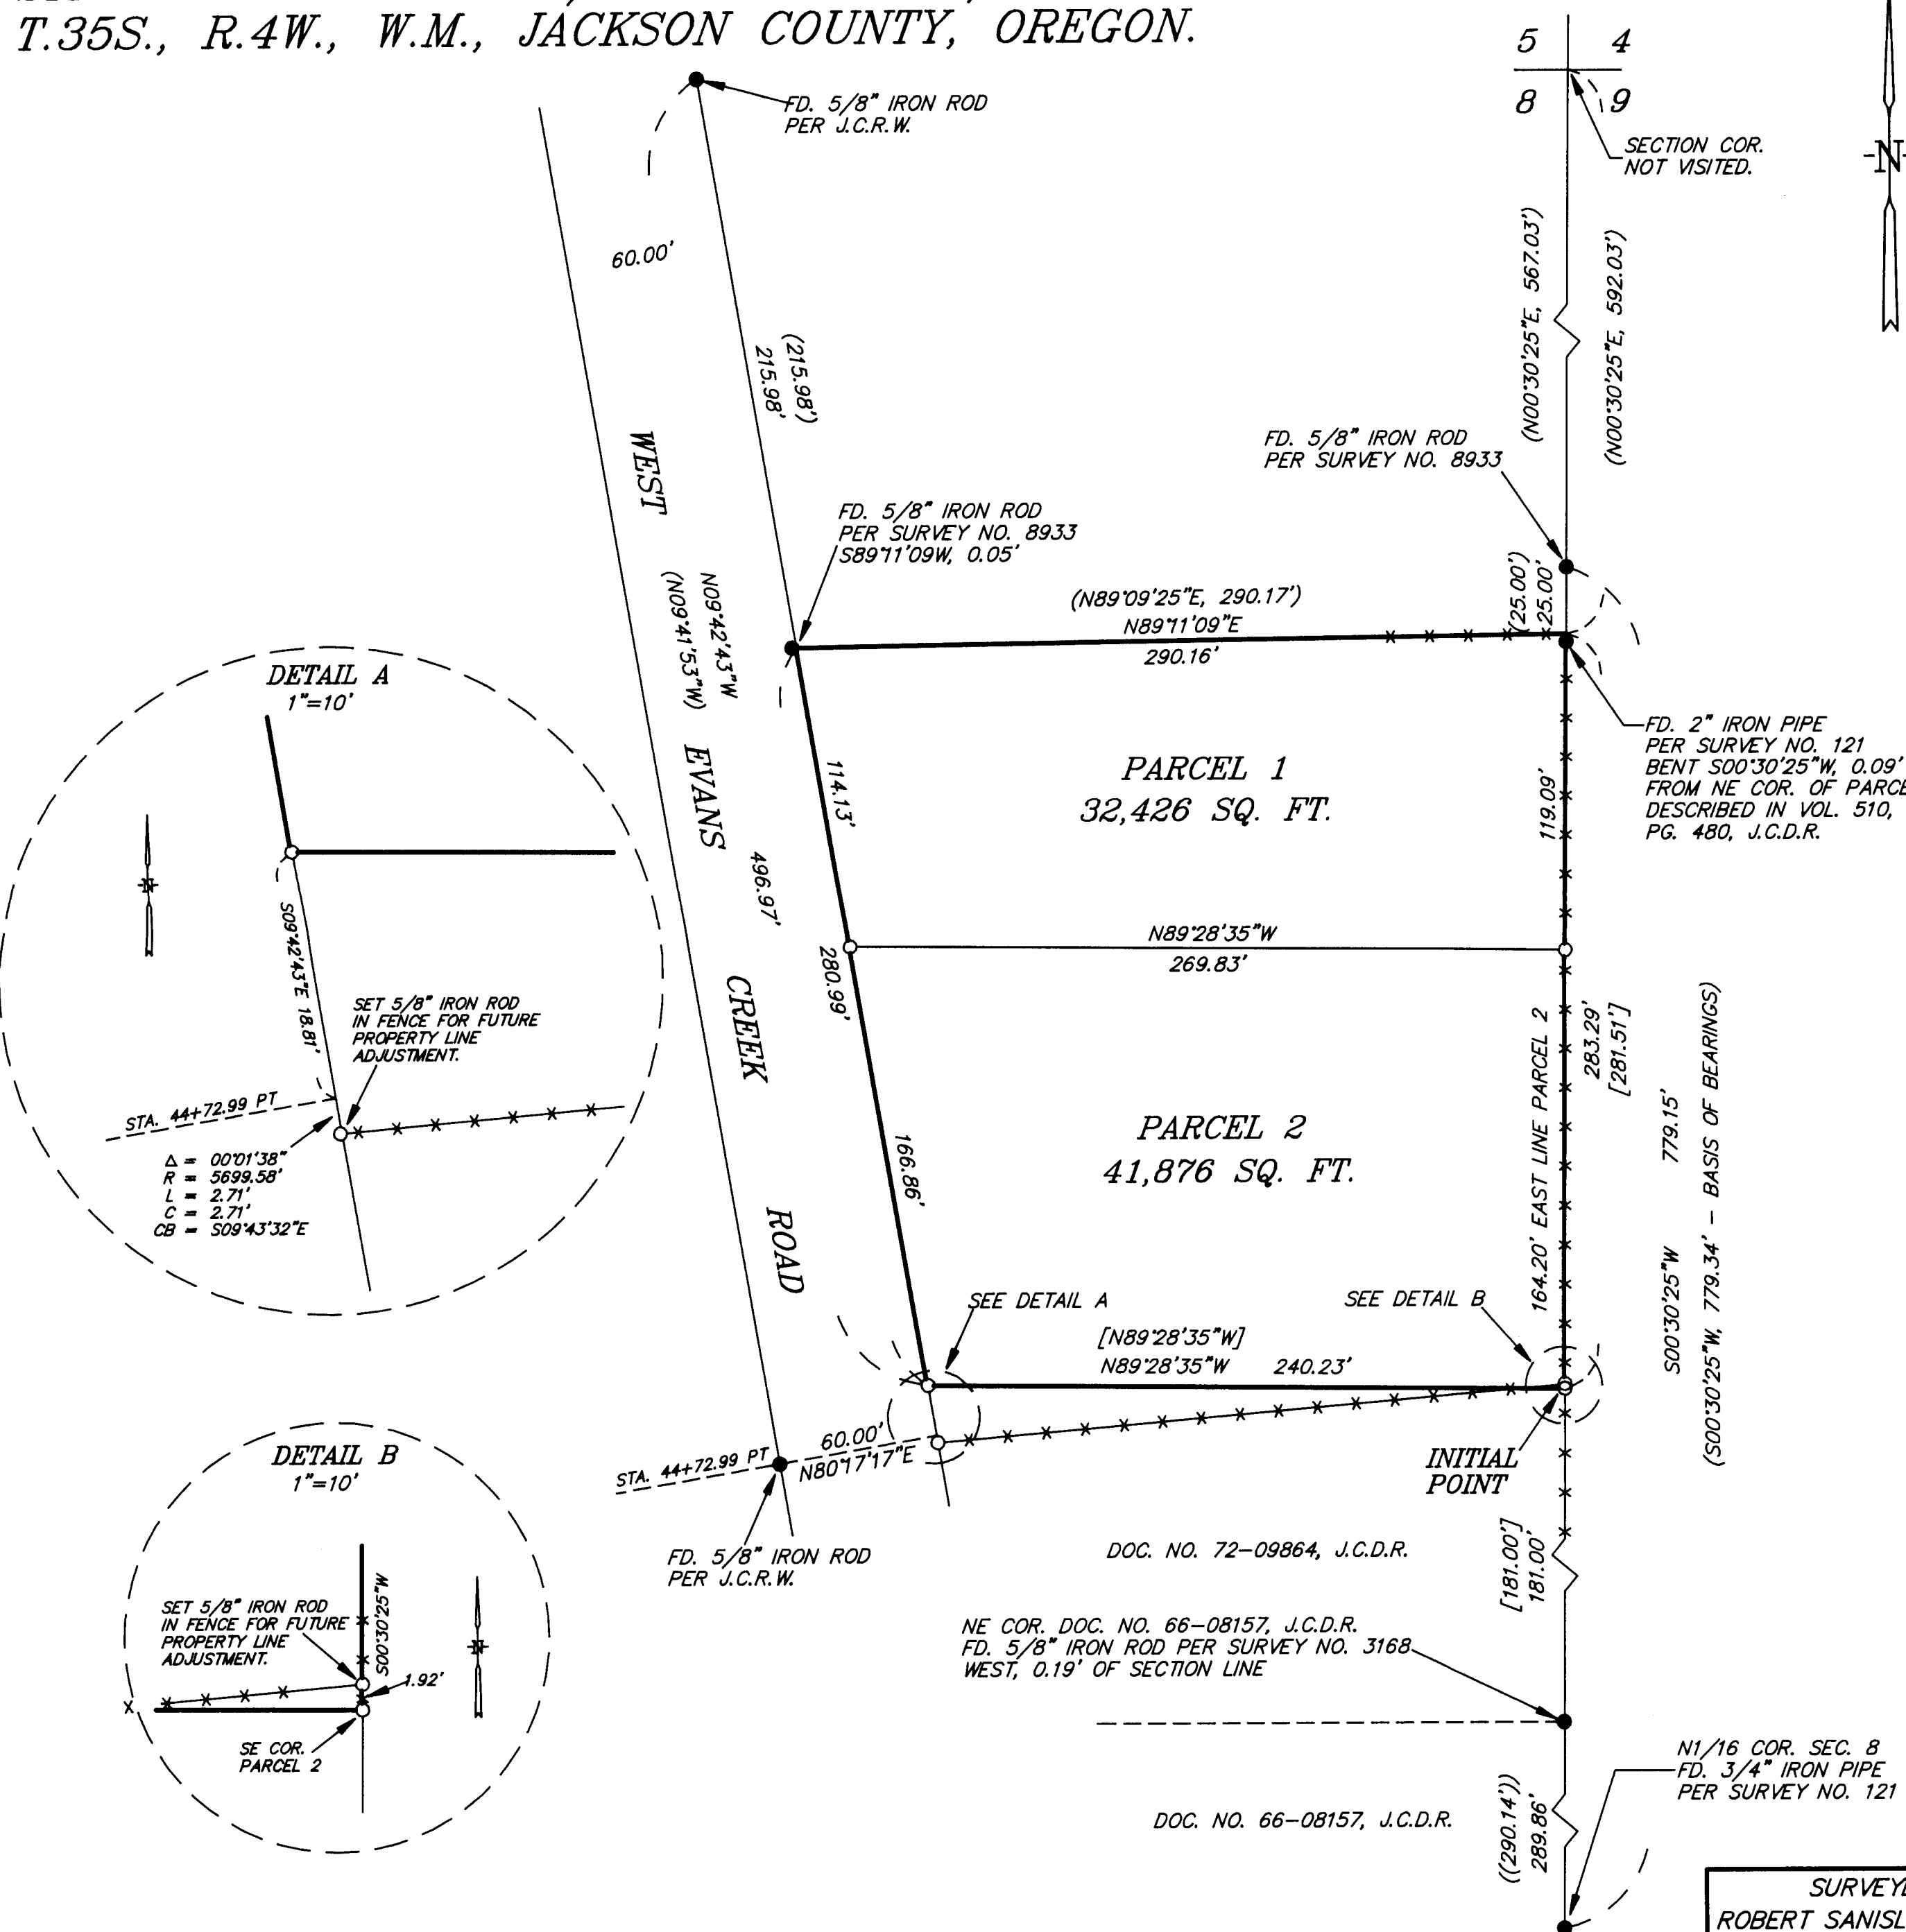 T.35S., R.4W., W.M., JACKSON COUNTY, OREGON.
5 4
8 9
FD. 5/8" IRON ROD
PER J.C.R.W.
SECTION COR.
NOT VISITED.
-N-
60.00'
(N00°30'25"E, 567.03')
(N00°30'25"E, 592.03')
(215.98')
215.98'
FD. 5/8" IRON ROD
PER SURVEY NO. 8933
FD. 5/8" IRON ROD
PER SURVEY NO. 8933
S89°11'09W, 0.05'
WEST EVANS CREEK ROAD
N09°42'43"W
(N09°41'53"W)
496.97'
(N89°09'25"E, 290.17')
N89°11'09"E
290.16'
(25.00')
25.00'
FD. 2" IRON PIPE
PER SURVEY NO. 121
BENT S00°30'25"W, 0.09'
FROM NE COR. OF PARCE
DESCRIBED IN VOL. 510,
PG. 480, J.C.D.R.
PARCEL 1
32,426 SQ. FT.
114.13'
119.09'
N89°28'35"W
269.83'
280.99'
PARCEL 2
41,876 SQ. FT.
166.86'
164.20' EAST LINE PARCEL 2
283.29'
[281.51']
S00°30'25"W 779.15'
(S00°30'25"W, 779.34' - BASIS OF BEARINGS)
SEE DETAIL A
SEE DETAIL B
[N89°28'35"W]
N89°28'35"W 240.23'
INITIAL
POINT
STA. 44+72.99 PT
60.00'
N80°17'17"E
FD. 5/8" IRON ROD
PER J.C.R.W.
DOC. NO. 72-09864, J.C.D.R.
[181.00']
181.00'
NE COR. DOC. NO. 66-08157, J.C.D.R.
FD. 5/8" IRON ROD PER SURVEY NO. 3168
WEST, 0.19' OF SECTION LINE
DOC. NO. 66-08157, J.C.D.R.
((290.14'))
289.86'
N1/16 COR. SEC. 8
FD. 3/4" IRON PIPE
PER SURVEY NO. 121
DETAIL A
1"=10'
N
S09°42'43"E 18.81'
SET 5/8" IRON ROD
IN FENCE FOR FUTURE
PROPERTY LINE
ADJUSTMENT.
STA. 44+72.99 PT
Δ = 00°01'38"
R = 5699.58'
L = 2.71'
C = 2.71'
CB = S09°43'32"E
DETAIL B
1"=10'
SET 5/8" IRON ROD
IN FENCE FOR FUTURE
PROPERTY LINE
ADJUSTMENT.
S00°30'25"W
N
1.92'
SE COR.
PARCEL 2
ROBERT SANISL